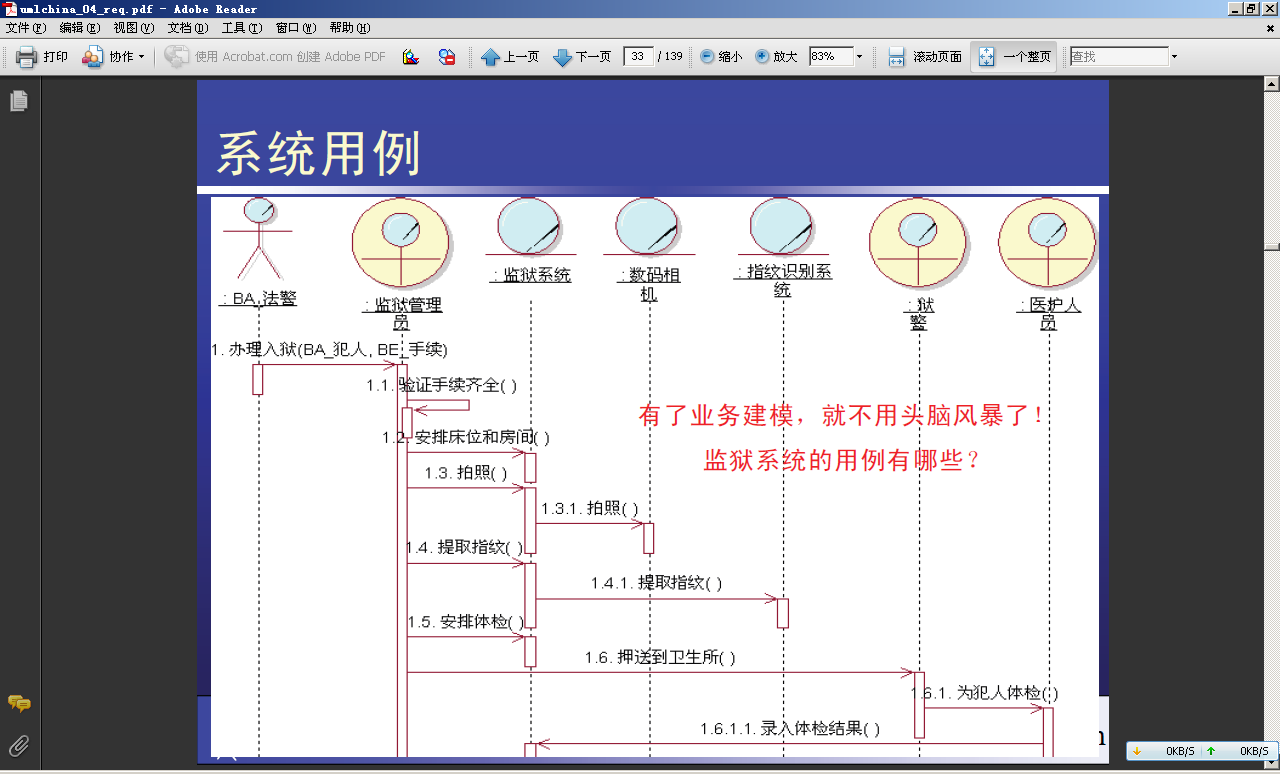 umlchina_04_req.pdf - Adobe Reader
文件(F) 编辑(E) 视图(V) 文档(D) 工具(T) 窗口(W) 帮助(H)
打印 协作 使用 Acrobat.com 创建 Adobe PDF 上一页 下一页 33 / 139 缩小 放大 83% 滚动页面 一个整页 查找
系统用例
: BA_法警
: 监狱管理
员
: 监狱系统
: 数码相
机
: 指纹识别系
统
: 狱
警
: 医护人
员
1. 办理入狱(BA_犯人, BE_手续)
1.1. 验证手续齐全( )
有了业务建模，就不用头脑风暴了！
1.2. 安排床位和房间( )
监狱系统的用例有哪些？
1.3. 拍照( )
1.3.1. 拍照( )
1.4. 提取指纹( )
1.4.1. 提取指纹( )
1.5. 安排体检( )
1.6. 押送到卫生所( )
1.6.1. 为犯人体检( )
1.6.1.1. 录入体检结果( )
0KB/S 0KB/S